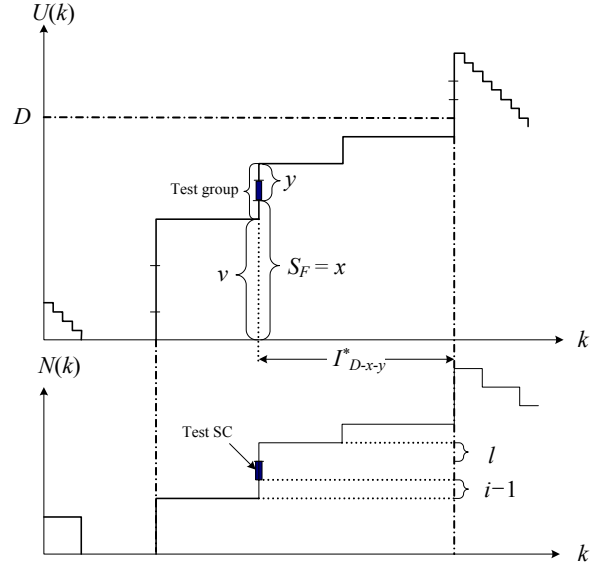 U(k)
D
Test group
y
v
S_F = x
k
I^*_{D-x-y}
N(k)
Test SC
l
i−1
k